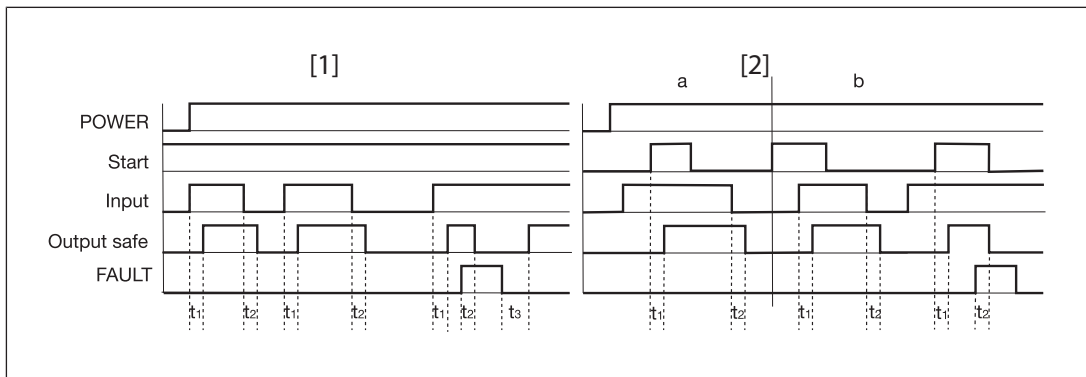 [1] [2]
a b
POWER
Start
Input
Output safe
FAULT
t1 t2 t1 t2 t1 t2 t3 t1 t2 t1 t2 t1 t2